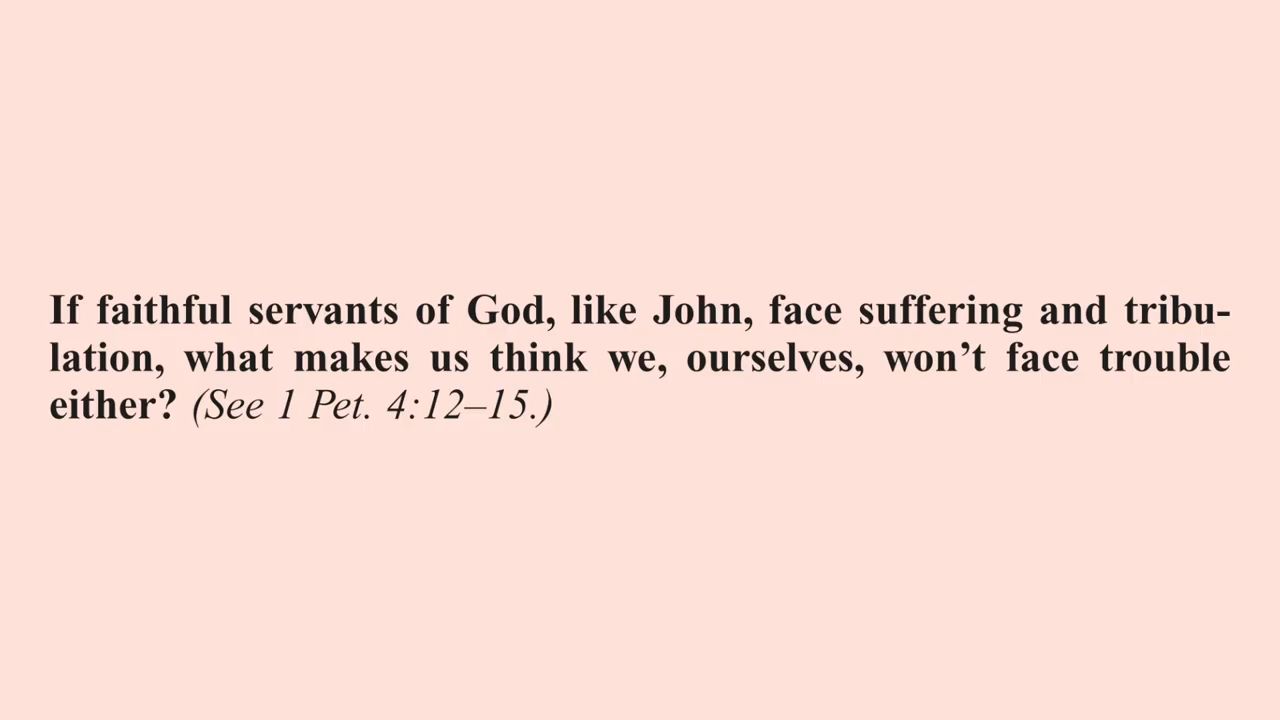 If faithful servants of God, like John, face suffering and tribu-
lation, what makes us think we, ourselves, won’t face trouble
either? (See 1 Pet. 4:12–15.)